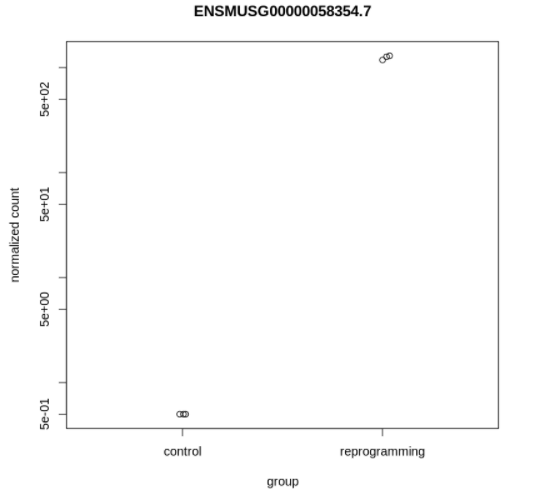 ENSMUSG00000058354.7
normalized count
5e+02
5e+01
5e+00
5e-01
control
reprogramming
group